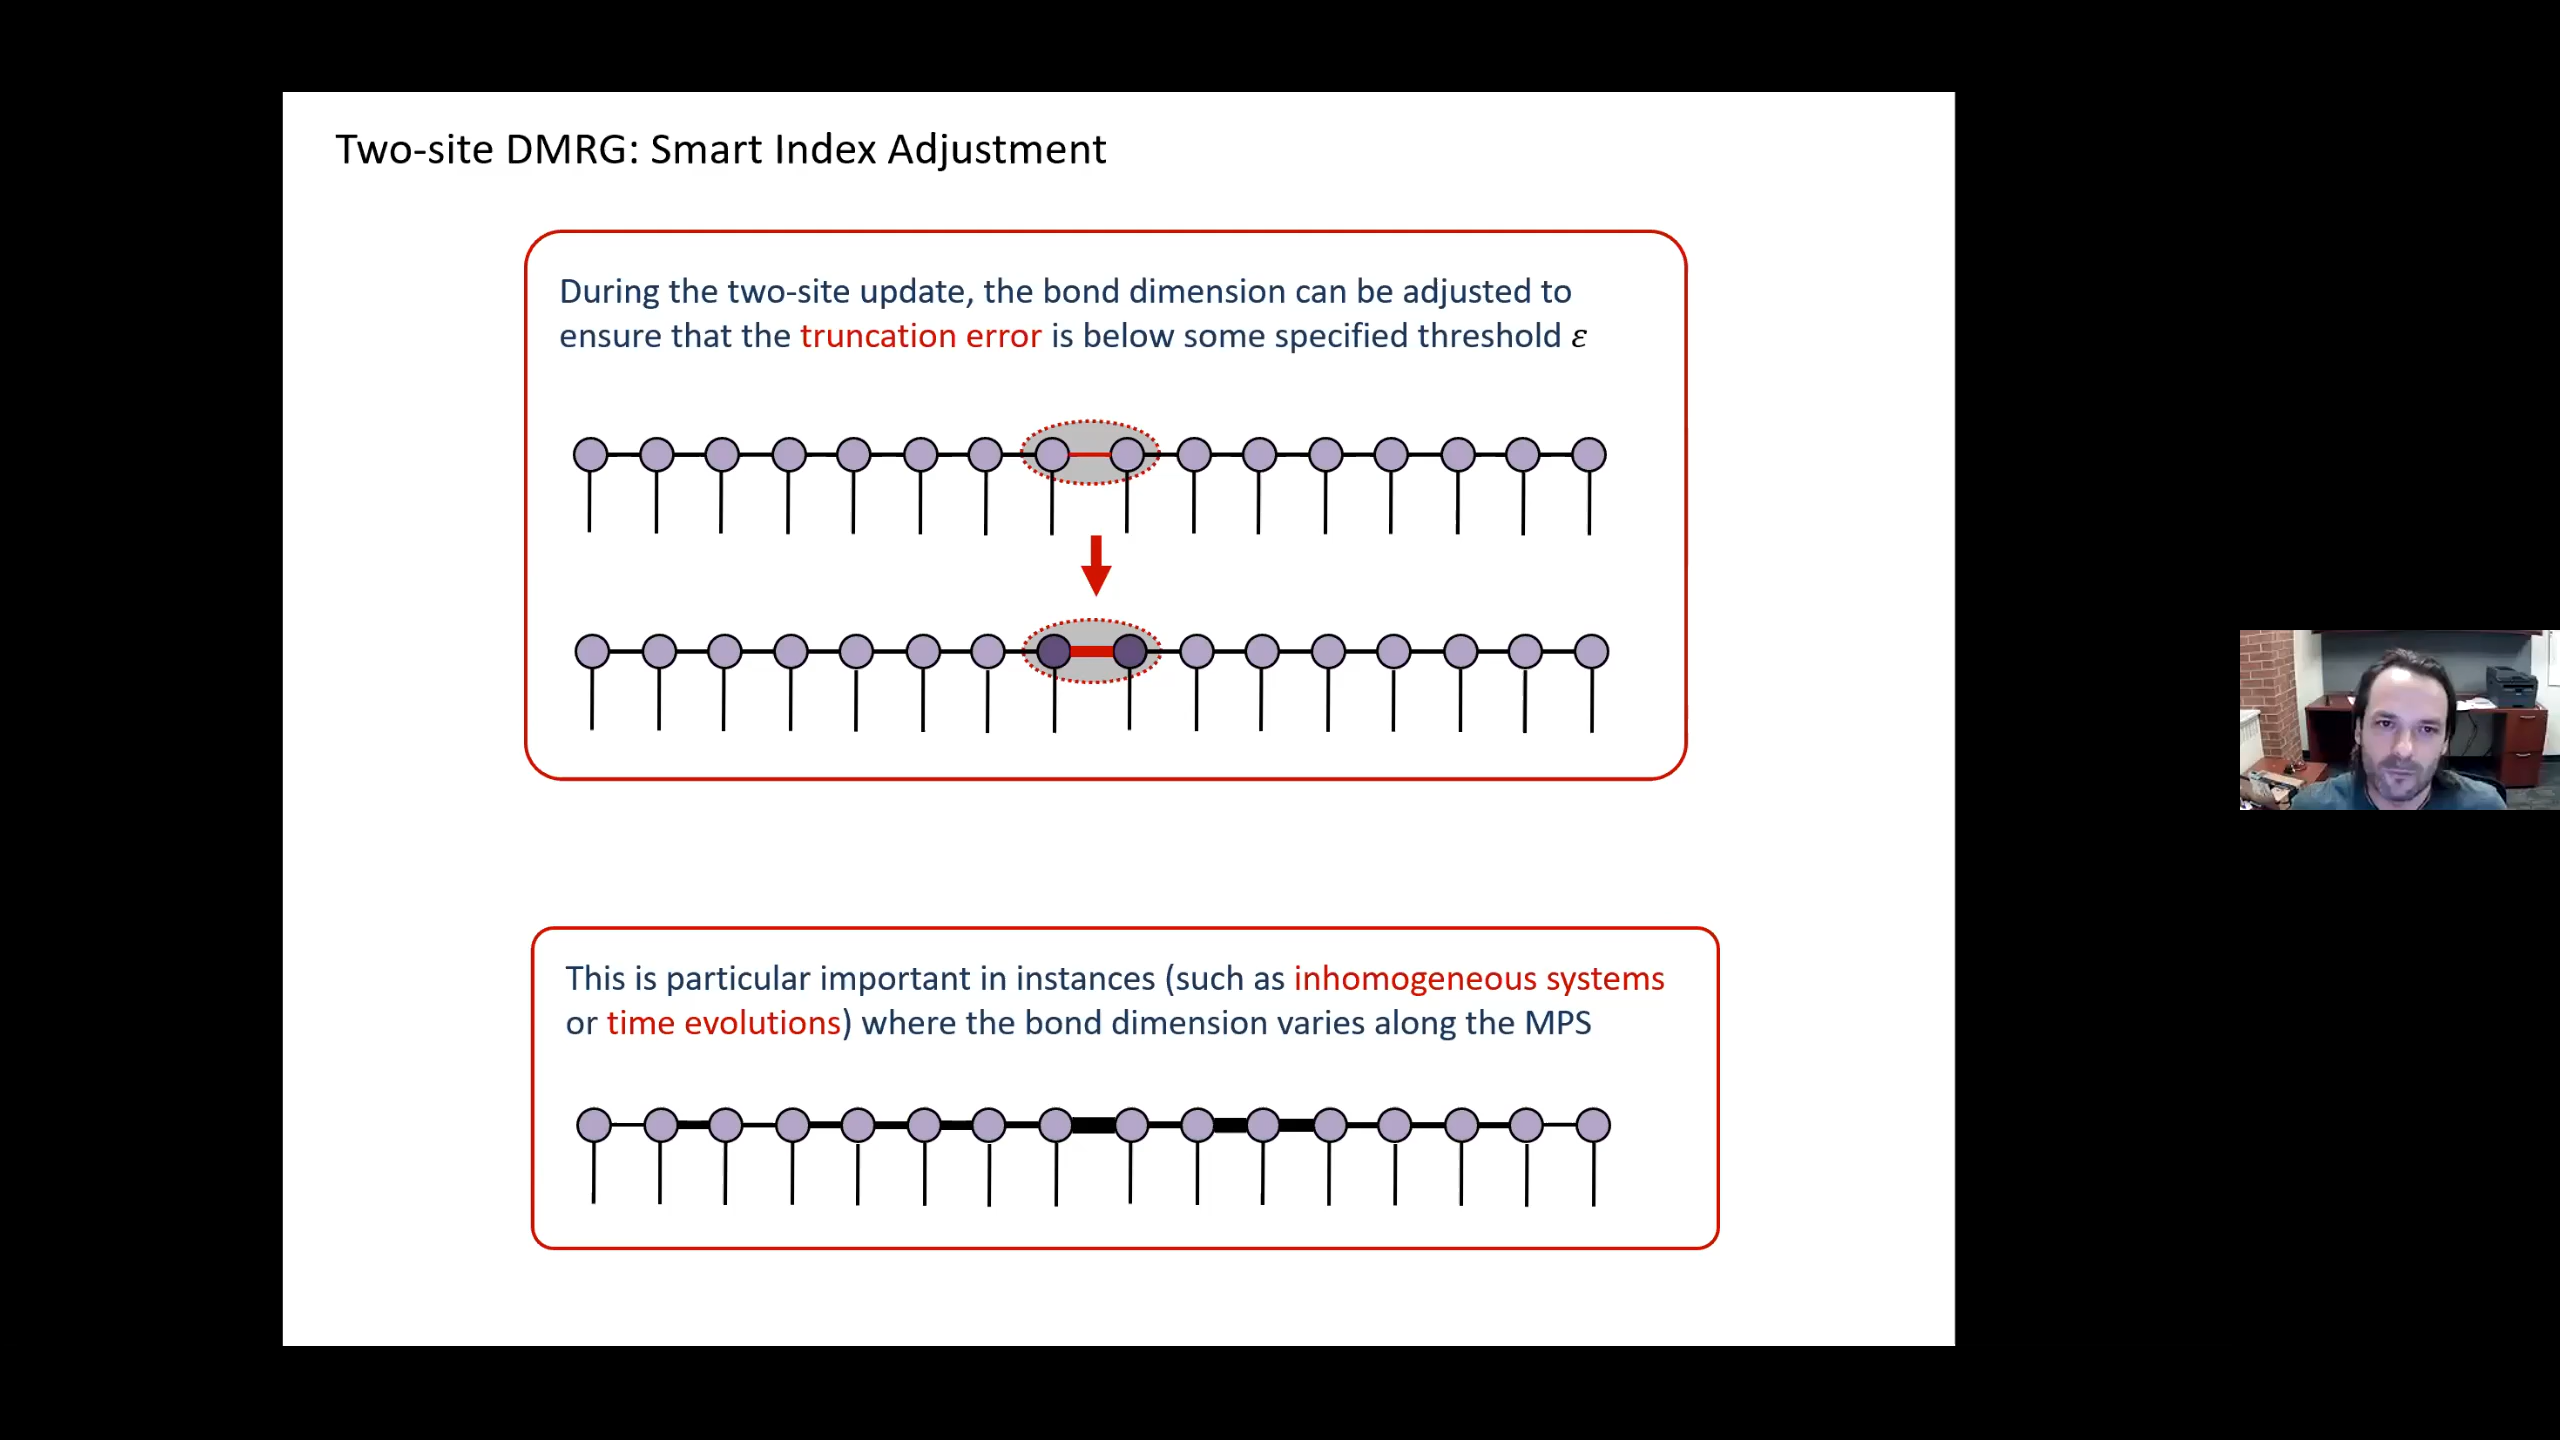 Two-site DMRG: Smart Index Adjustment
During the two-site update, the bond dimension can be adjusted to
ensure that the truncation error is below some specified threshold ε
This is particular important in instances (such as inhomogeneous systems
or time evolutions) where the bond dimension varies along the MPS